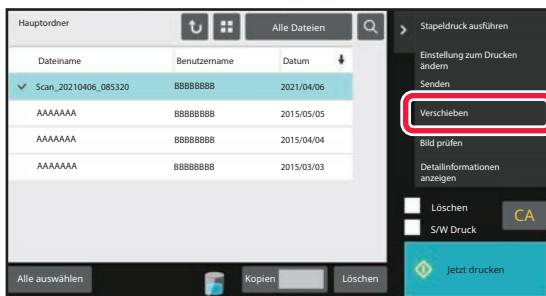 Hauptordner
Alle Dateien
Dateiname Benutzername Datum
Scan_20210406_085320 BBBBBBBB 2021/04/06
AAAAAAA BBBBBBBB 2015/05/05
AAAAAAA BBBBBBBB 2015/04/04
AAAAAAA BBBBBBBB 2015/03/03
Alle auswählen Kopien Löschen
Stapeldruck ausführen
Einstellung zum Drucken
ändern
Senden
Verschieben
Bild prüfen
Detailinformationen
anzeigen
Löschen
S/W Druck
CA
Jetzt drucken